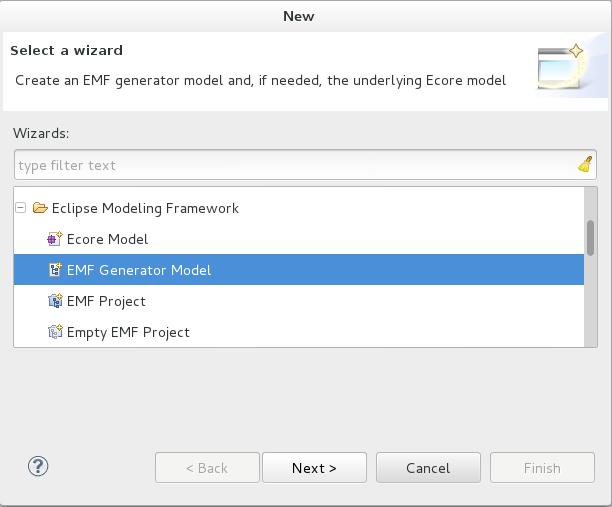 New
Select a wizard
Create an EMF generator model and, if needed, the underlying Ecore model
Wizards:
type filter text
Eclipse Modeling Framework
Ecore Model
EMF Generator Model
EMF Project
Empty EMF Project
?
< Back
Next >
Cancel
Finish